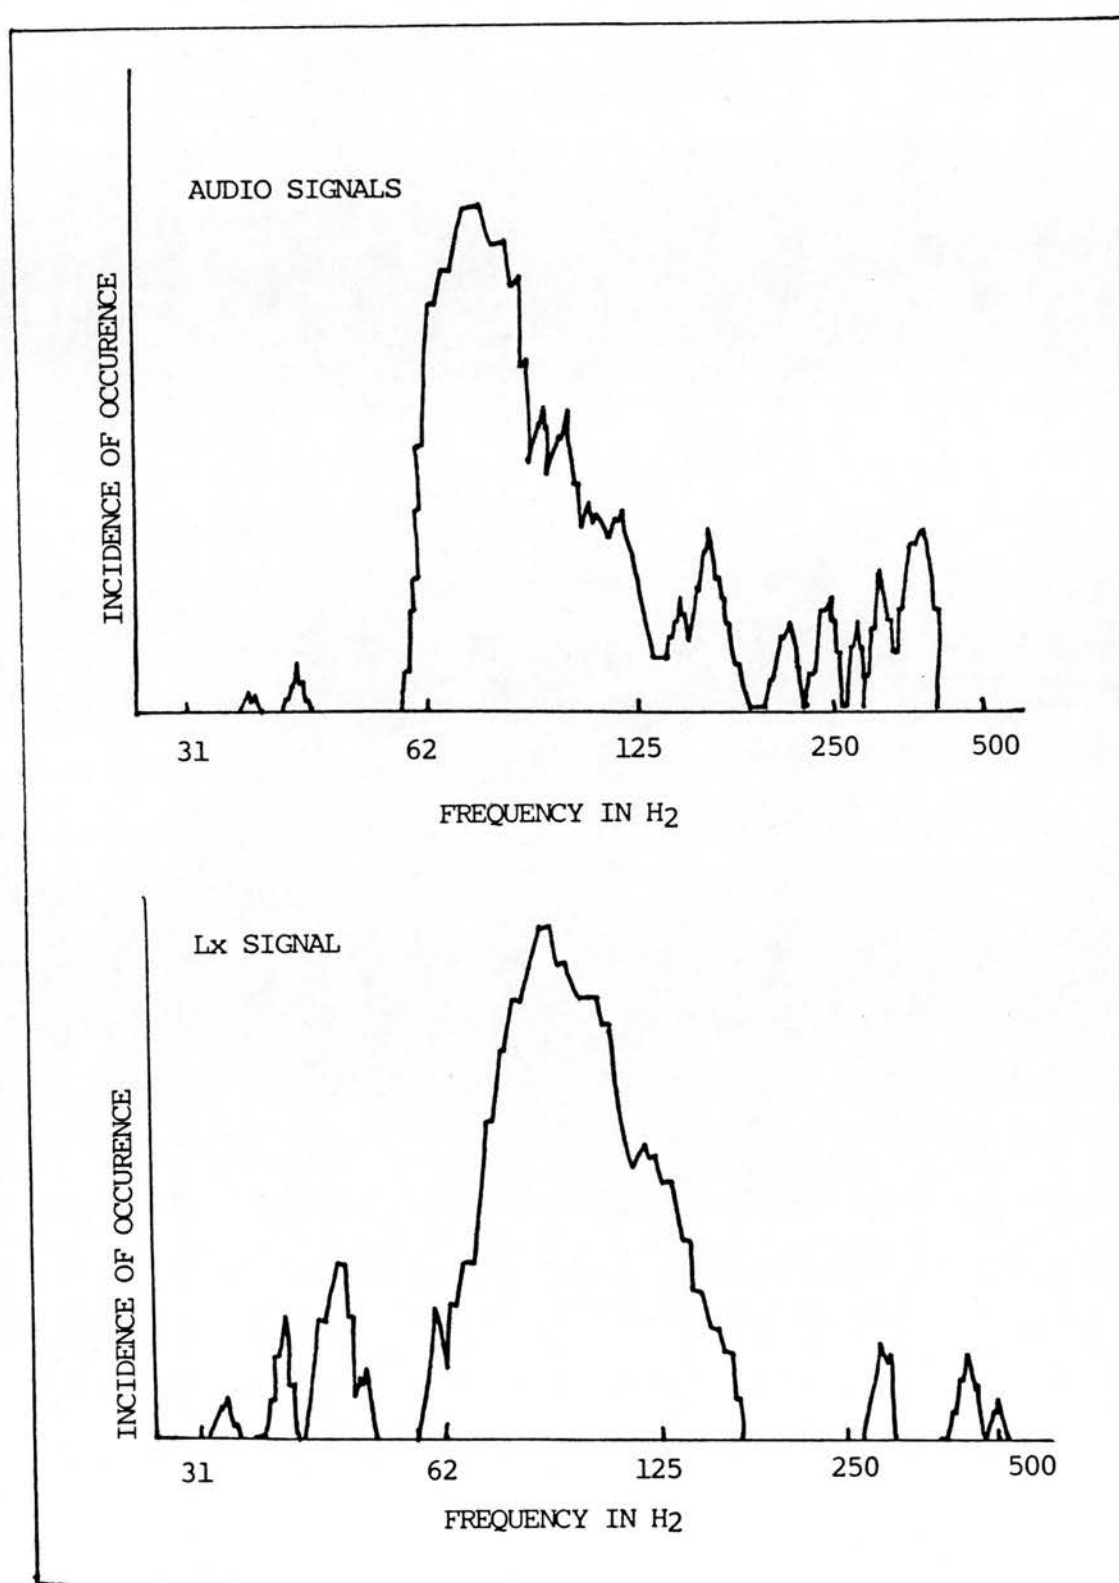 AUDIO SIGNALS
INCIDENCE OF OCCURENCE
31 62 125 250 500
FREQUENCY IN H2
Lx SIGNAL
INCIDENCE OF OCCURENCE
31 62 125 250 500
FREQUENCY IN H2